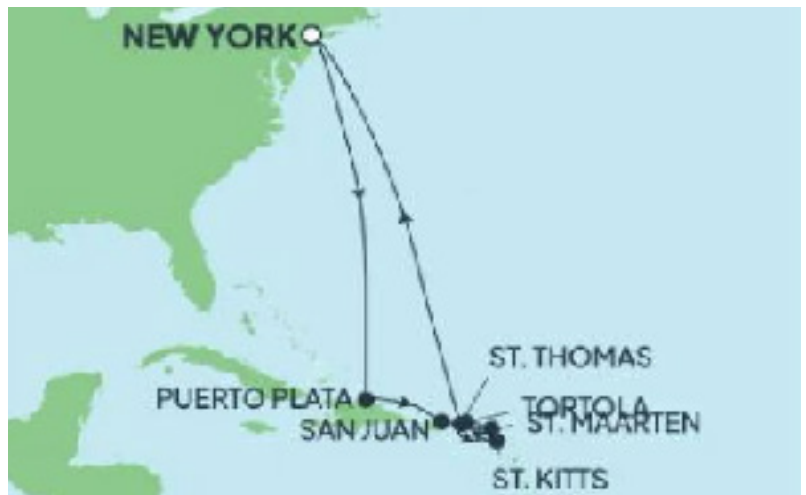 NEW YORK
ST. THOMAS
PUERTO PLATA
TORTOLA
SAN JUAN
ST. MAARTEN
ST. KITTS